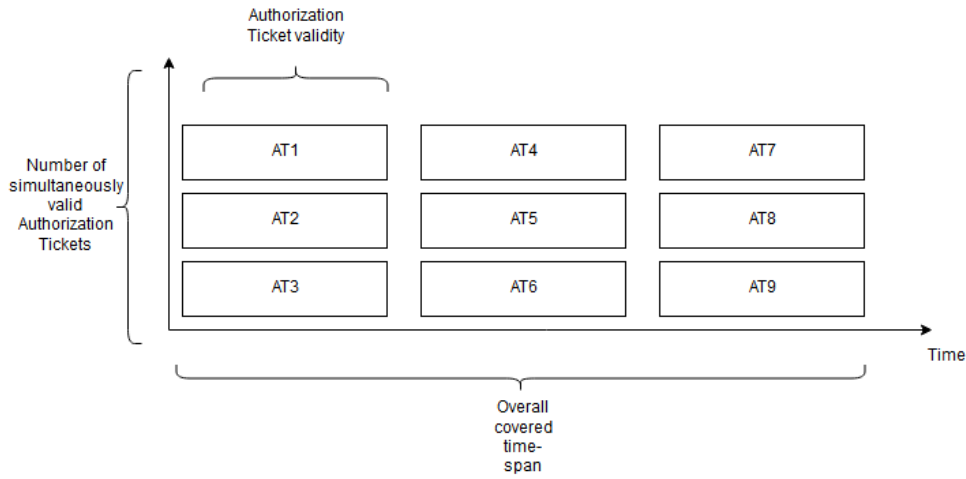 Authorization
Ticket validity
AT1
AT4
AT7
Number of
simultaneously
valid
Authorization
Tickets
AT2
AT5
AT8
AT3
AT6
AT9
Time
Overall
covered
time-
span